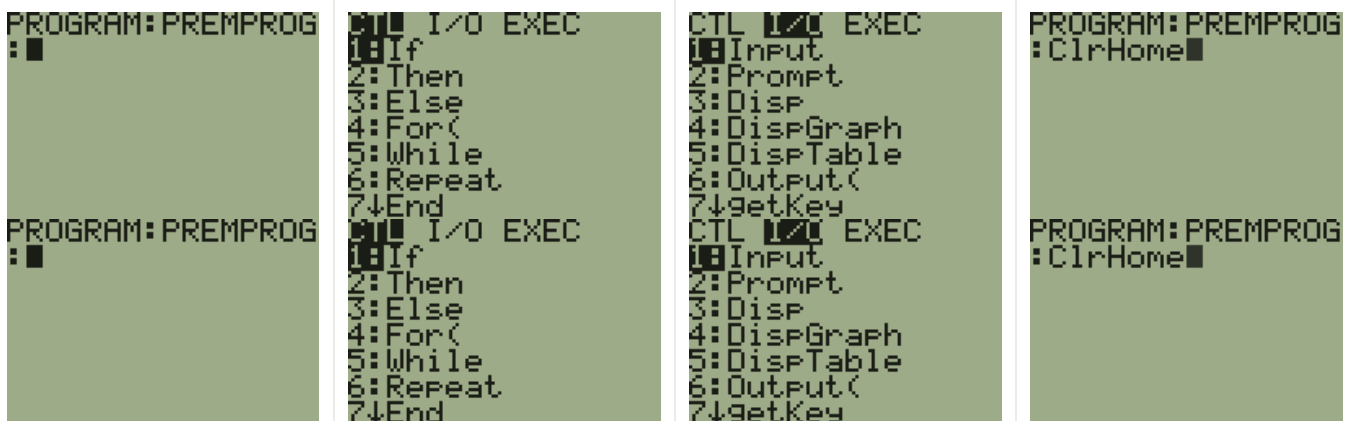 PROGRAM:PREMPROG
:
CTL I/O EXEC
1:If
2:Then
3:Else
4:For(
5:While
6:Repeat
7↓End
CTL I/O EXEC
1:Input
2:Prompt
3:Disp
4:DispGraph
5:DispTable
6:Output(
7↓getKey
PROGRAM:PREMPROG
:ClrHome
PROGRAM:PREMPROG
:
CTL I/O EXEC
1:If
2:Then
3:Else
4:For(
5:While
6:Repeat
7↓End
CTL I/O EXEC
1:Input
2:Prompt
3:Disp
4:DispGraph
5:DispTable
6:Output(
7↓getKey
PROGRAM:PREMPROG
:ClrHome